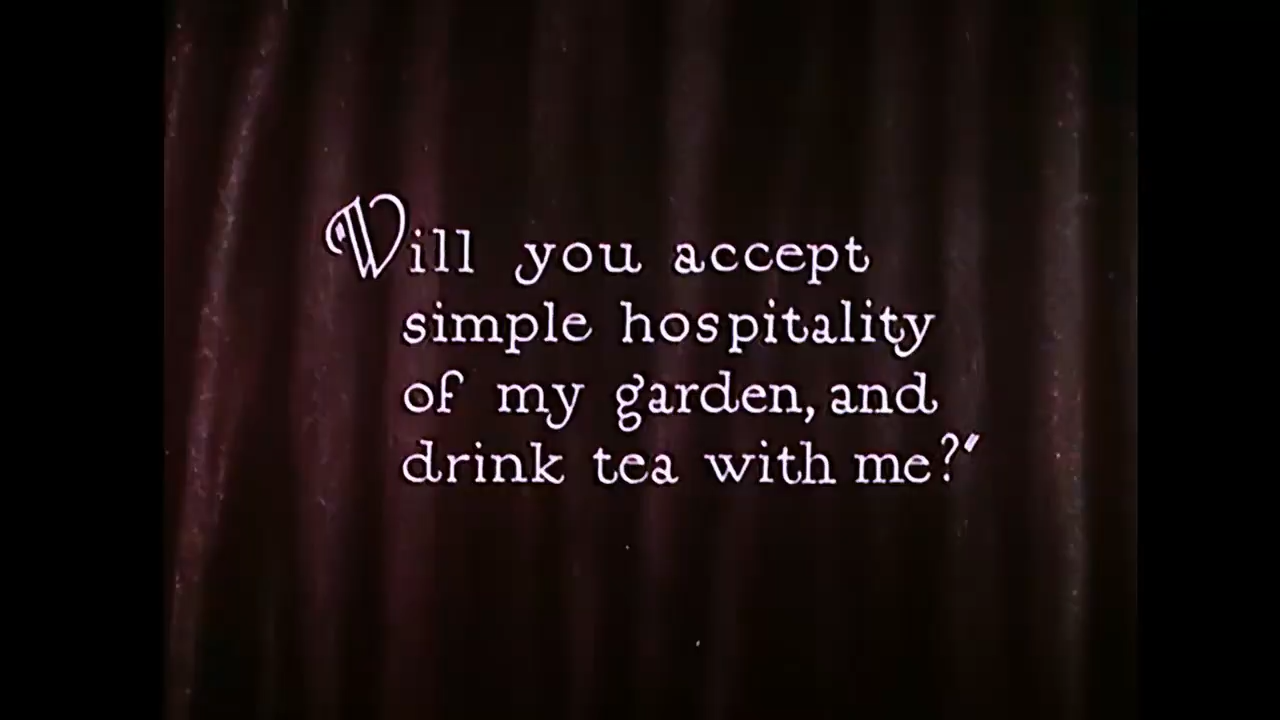 Will you accept
simple hospitality
of my garden, and
drink tea with me?"